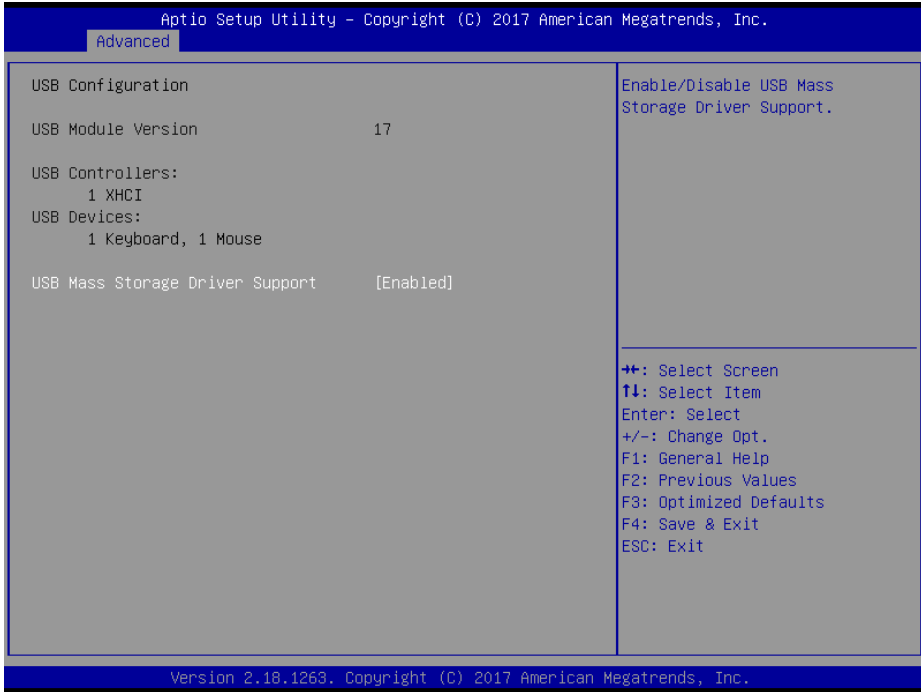 Aptio Setup Utility – Copyright (C) 2017 American Megatrends, Inc.
Advanced
USB Configuration
USB Module Version 17
USB Controllers:
1 XHCI
USB Devices:
1 Keyboard, 1 Mouse
USB Mass Storage Driver Support [Enabled]
Enable/Disable USB Mass
Storage Driver Support.
→←: Select Screen
↑↓: Select Item
Enter: Select
+/-: Change Opt.
F1: General Help
F2: Previous Values
F3: Optimized Defaults
F4: Save & Exit
ESC: Exit
Version 2.18.1263. Copyright (C) 2017 American Megatrends, Inc.